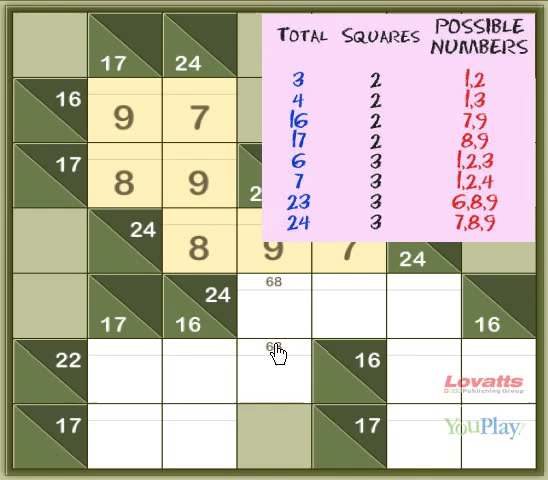 TOTAL SQUARES POSSIBLE NUMBERS
3 2 1,2
4 2 1,3
16 2 7,9
17 2 8,9
6 3 1,2,3
7 3 1,2,4
23 3 6,8,9
24 3 7,8,9
17 24
16 9 7
17 8 9 2
24 8 9 7 24
17 16 24 68 16
22 16
Lovatts
Publishing Group
17 17
YouPlay